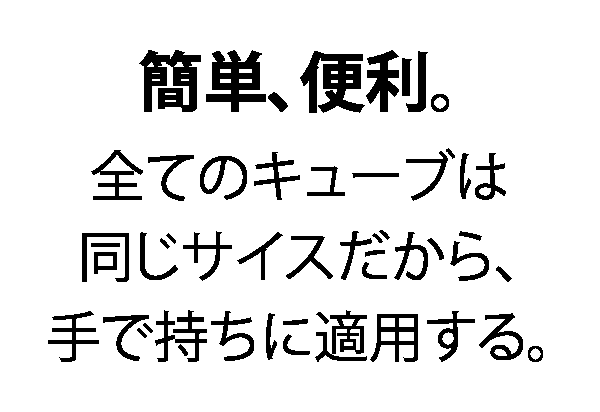 簡単、便利。
全てのキューブは
同じサイスだから、
手で持ちに適用する。